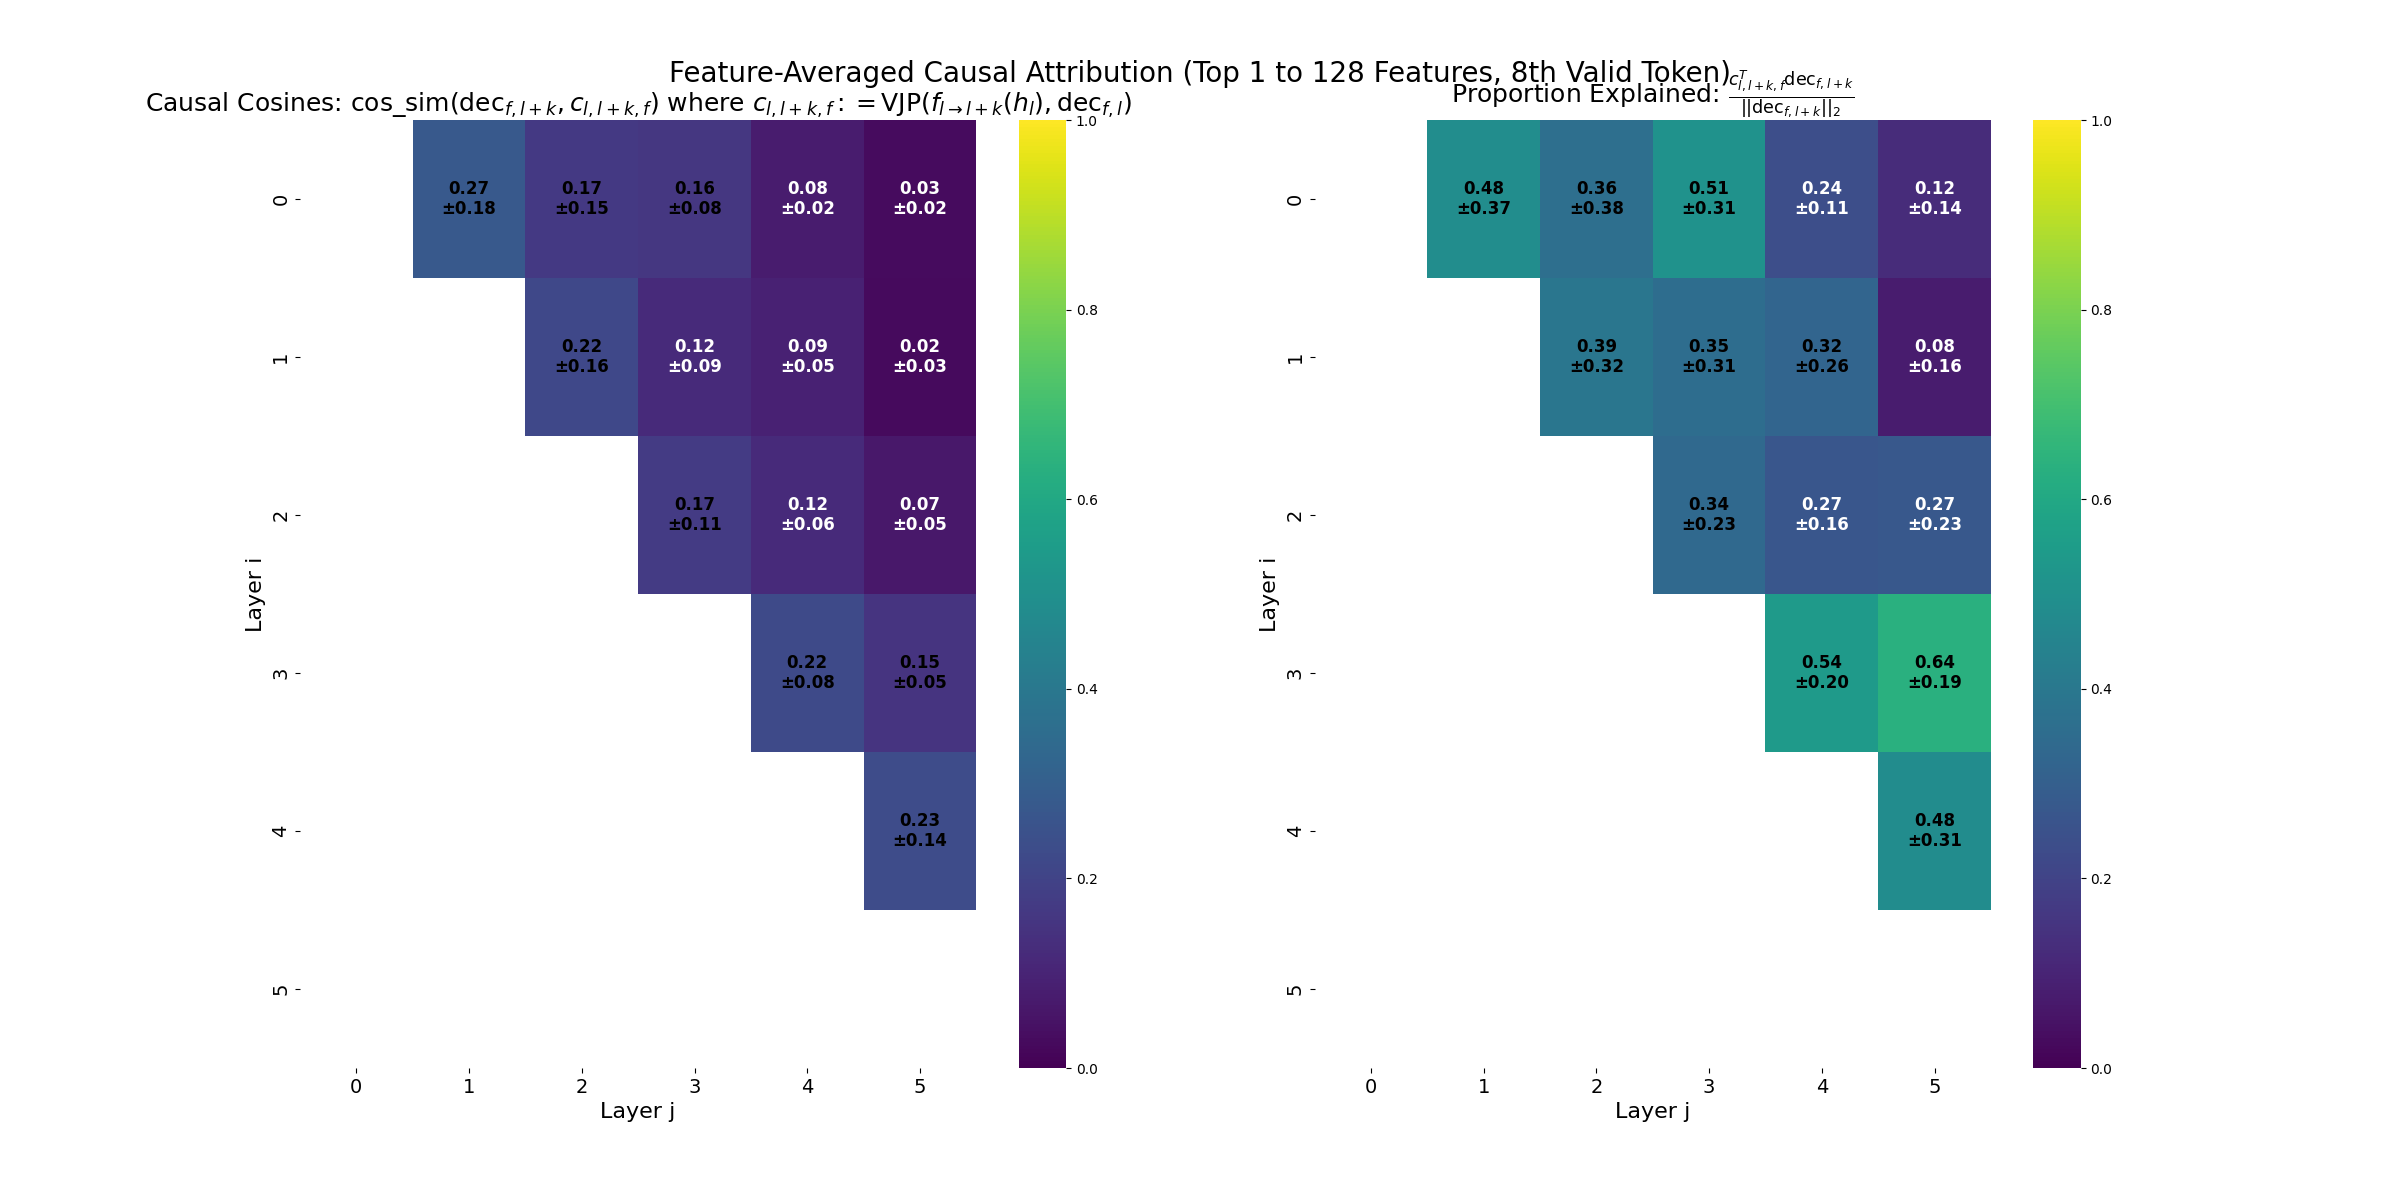 Feature-Averaged Causal Attribution (Top 1 to 128 Features, 8th Valid Token)
Causal Cosines: cos_sim(dec_{f,l+k}, c_{l,l+k,f}) where c_{l,l+k,f} := VJP(f_{l→l+k}(h_l), dec_{f,l})
0.27 ±0.18 0.17 ±0.15 0.16 ±0.08 0.08 ±0.02 0.03 ±0.02
0.22 ±0.16 0.12 ±0.09 0.09 ±0.05 0.02 ±0.03
0.17 ±0.11 0.12 ±0.06 0.07 ±0.05
0.22 ±0.08 0.15 ±0.05
0.23 ±0.14
0
1
2
3
4
5
Layer i
0 1 2 3 4 5
Layer j
1.0
0.8
0.6
0.4
0.2
0.0
Proportion Explained: \frac{c_{l,l+k,f}^T dec_{f,l+k}}{||dec_{f,l+k}||_2}
0.48 ±0.37 0.36 ±0.38 0.51 ±0.31 0.24 ±0.11 0.12 ±0.14
0.39 ±0.32 0.35 ±0.31 0.32 ±0.26 0.08 ±0.16
0.34 ±0.23 0.27 ±0.16 0.27 ±0.23
0.54 ±0.20 0.64 ±0.19
0.48 ±0.31
0
1
2
3
4
5
Layer i
0 1 2 3 4 5
Layer j
1.0
0.8
0.6
0.4
0.2
0.0